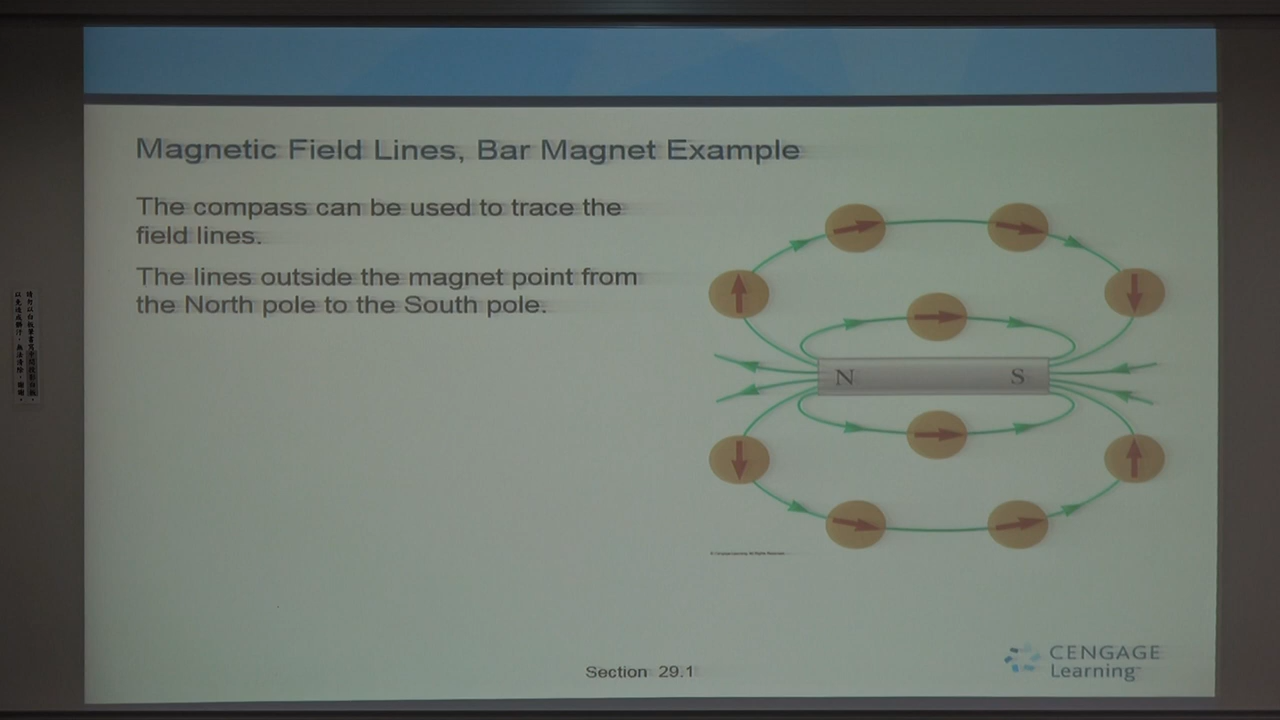 Magnetic Field Lines, Bar Magnet Example
The compass can be used to trace the
field lines.
The lines outside the magnet point from
the North pole to the South pole.
N
S
Section 29.1
CENGAGE
Learning